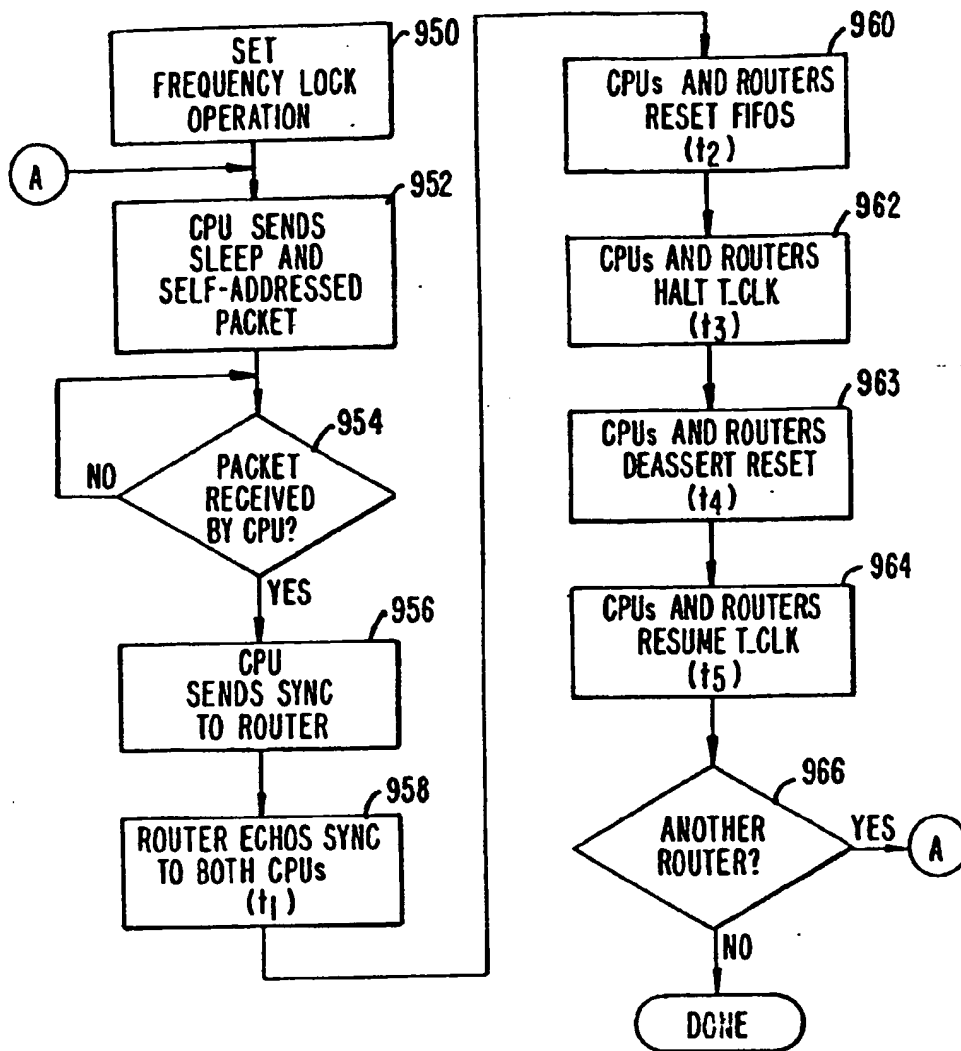 950
SET
FREQUENCY LOCK
OPERATION
A
952
CPU SENDS
SLEEP AND
SELF-ADDRESSED
PACKET
954
NO
PACKET
RECEIVED
BY CPU?
YES
956
CPU
SENDS SYNC
TO ROUTER
958
ROUTER ECHOS SYNC
TO BOTH CPUs
(t1)
960
CPUs AND ROUTERS
RESET FIFOS
(t2)
962
CPUs AND ROUTERS
HALT T_CLK
(t3)
963
CPUs AND ROUTERS
DEASSERT RESET
(t4)
964
CPUs AND ROUTERS
RESUME T_CLK
(t5)
966
ANOTHER
ROUTER?
YES
A
NO
DONE